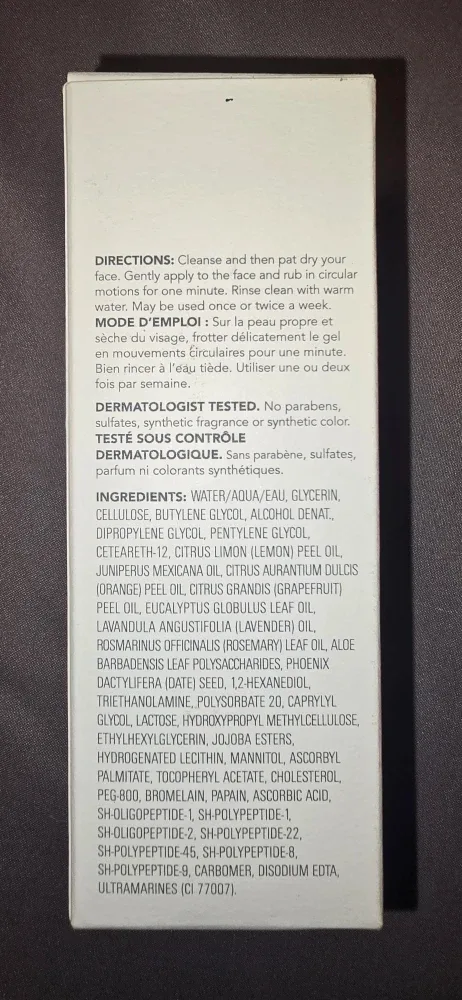 DIRECTIONS: Cleanse and then pat dry your
face. Gently apply to the face and rub in circular
motions for one minute. Rinse clean with warm
water. May be used once or twice a week.
MODE D'EMPLOI : Sur la peau propre et
sèche du visage, frotter délicatement le gel
en mouvements circulaires pour une minute.
Bien rincer à l'eau tiède. Utiliser une ou deux
fois par semaine.
DERMATOLOGIST TESTED. No parabens,
sulfates, synthetic fragrance or synthetic color.
TESTÉ SOUS CONTRÔLE
DERMATOLOGIQUE. Sans parabène, sulfates,
parfum ni colorants synthétiques.
INGREDIENTS: WATER/AQUA/EAU, GLYCERIN,
CELLULOSE, BUTYLENE GLYCOL, ALCOHOL DENAT.,
DIPROPYLENE GLYCOL, PENTYLENE GLYCOL,
CETEARETH-12, CITRUS LIMON (LEMON) PEEL OIL,
JUNIPERUS MEXICANA OIL, CITRUS AURANTIUM DULCIS
(ORANGE) PEEL OIL, CITRUS GRANDIS (GRAPEFRUIT)
PEEL OIL, EUCALYPTUS GLOBULUS LEAF OIL,
LAVANDULA ANGUSTIFOLIA (LAVENDER) OIL,
ROSMARINUS OFFICINALIS (ROSEMARY) LEAF OIL, ALOE
BARBADENSIS LEAF POLYSACCHARIDES, PHOENIX
DACTYLIFERA (DATE) SEED, 1,2-HEXANEDIOL,
TRIETHANOLAMINE, POLYSORBATE 20, CAPRYLYL
GLYCOL, LACTOSE, HYDROXYPROPYL METHYLCELLULOSE,
ETHYLHEXYLGLYCERIN, JOJOBA ESTERS,
HYDROGENATED LECITHIN, MANNITOL, ASCORBYL
PALMITATE, TOCOPHERYL ACETATE, CHOLESTEROL,
PEG-800, BROMELAIN, PAPAIN, ASCORBIC ACID,
SH-OLIGOPEPTIDE-1, SH-POLYPEPTIDE-1,
SH-OLIGOPEPTIDE-2, SH-POLYPEPTIDE-22,
SH-POLYPEPTIDE-45, SH-POLYPEPTIDE-8,
SH-POLYPEPTIDE-9, CARBOMER, DISODIUM EDTA,
ULTRAMARINES (CI 77007).